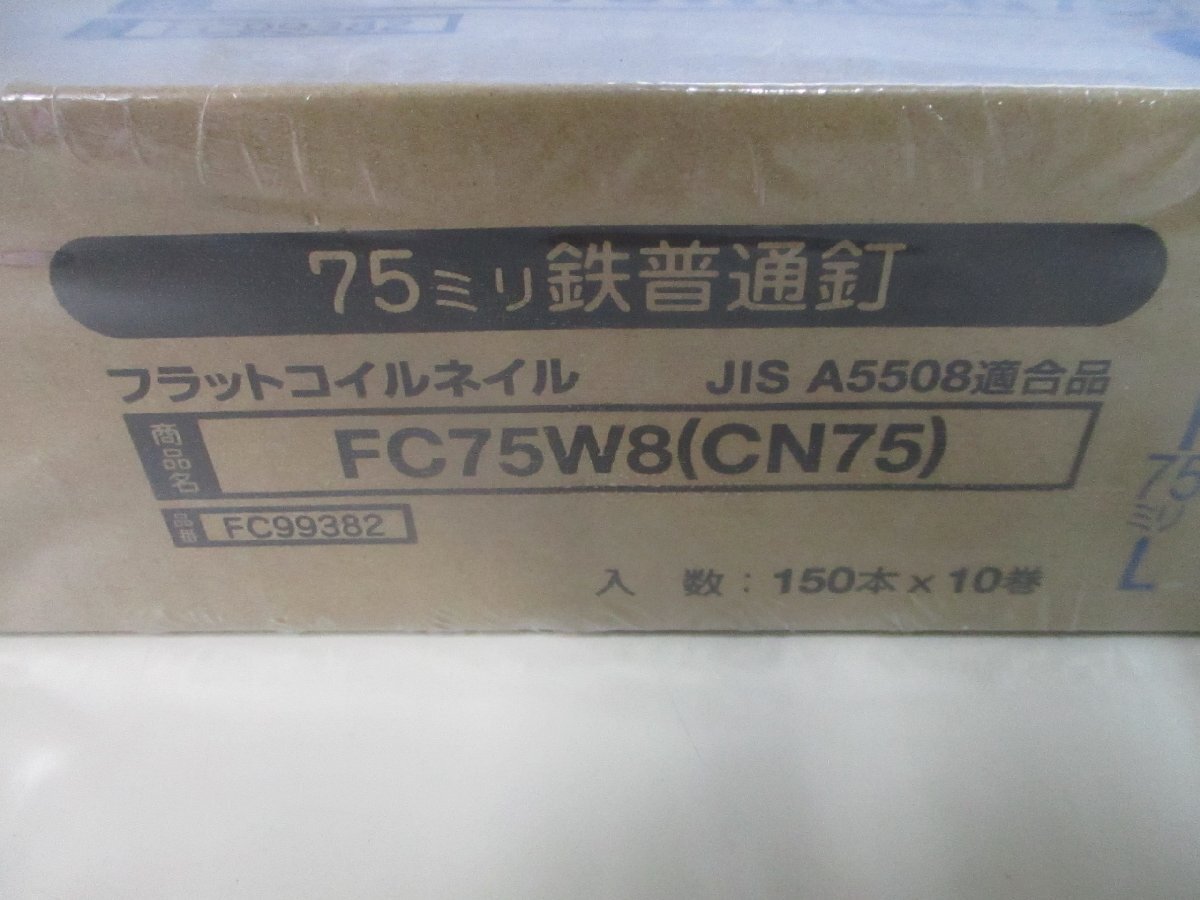 75ミリ鉄普通釘
フラットコイルネイル JIS A5508適合品
商品名 FC75W8(CN75)
品番 FC99382
入 数：150本×10巻
75
ミリ
L